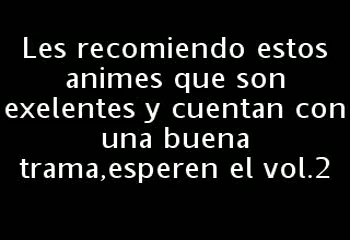 Les recomiendo estos
animes que son
exelentes y cuentan con
una buena
trama,esperen el vol.2